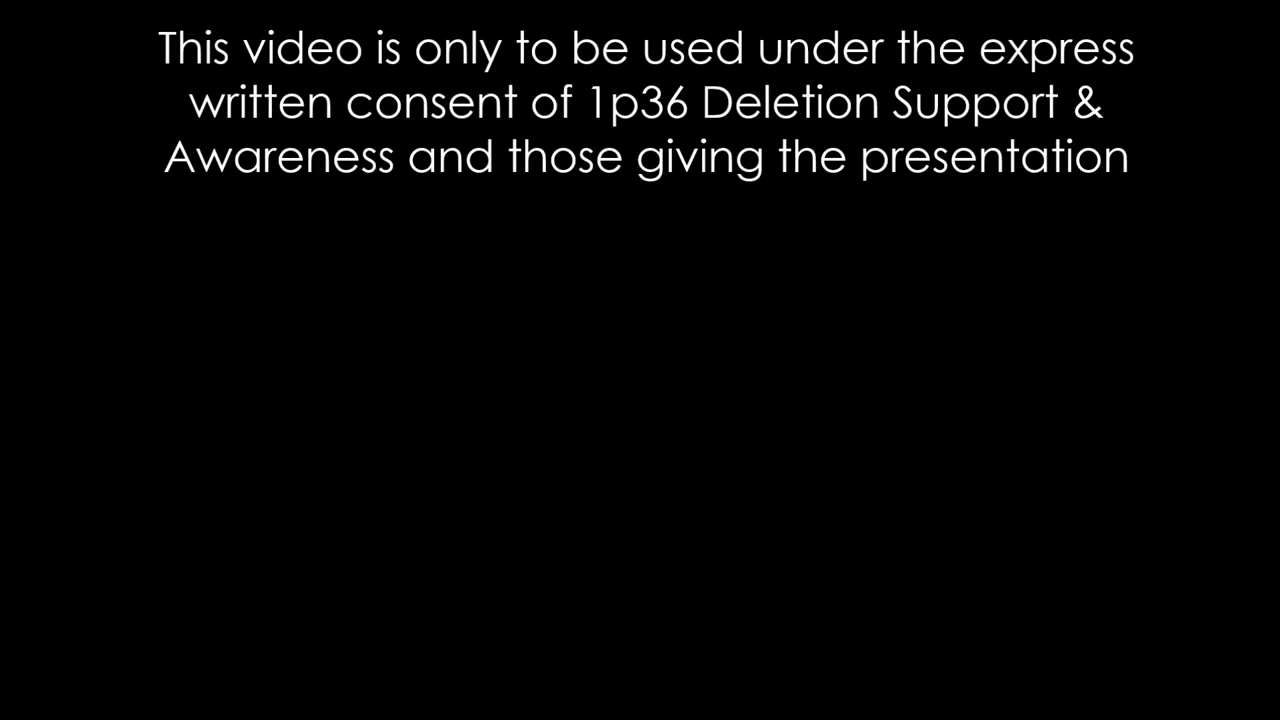 This video is only to be used under the express
written consent of 1p36 Deletion Support &
Awareness and those giving the presentation